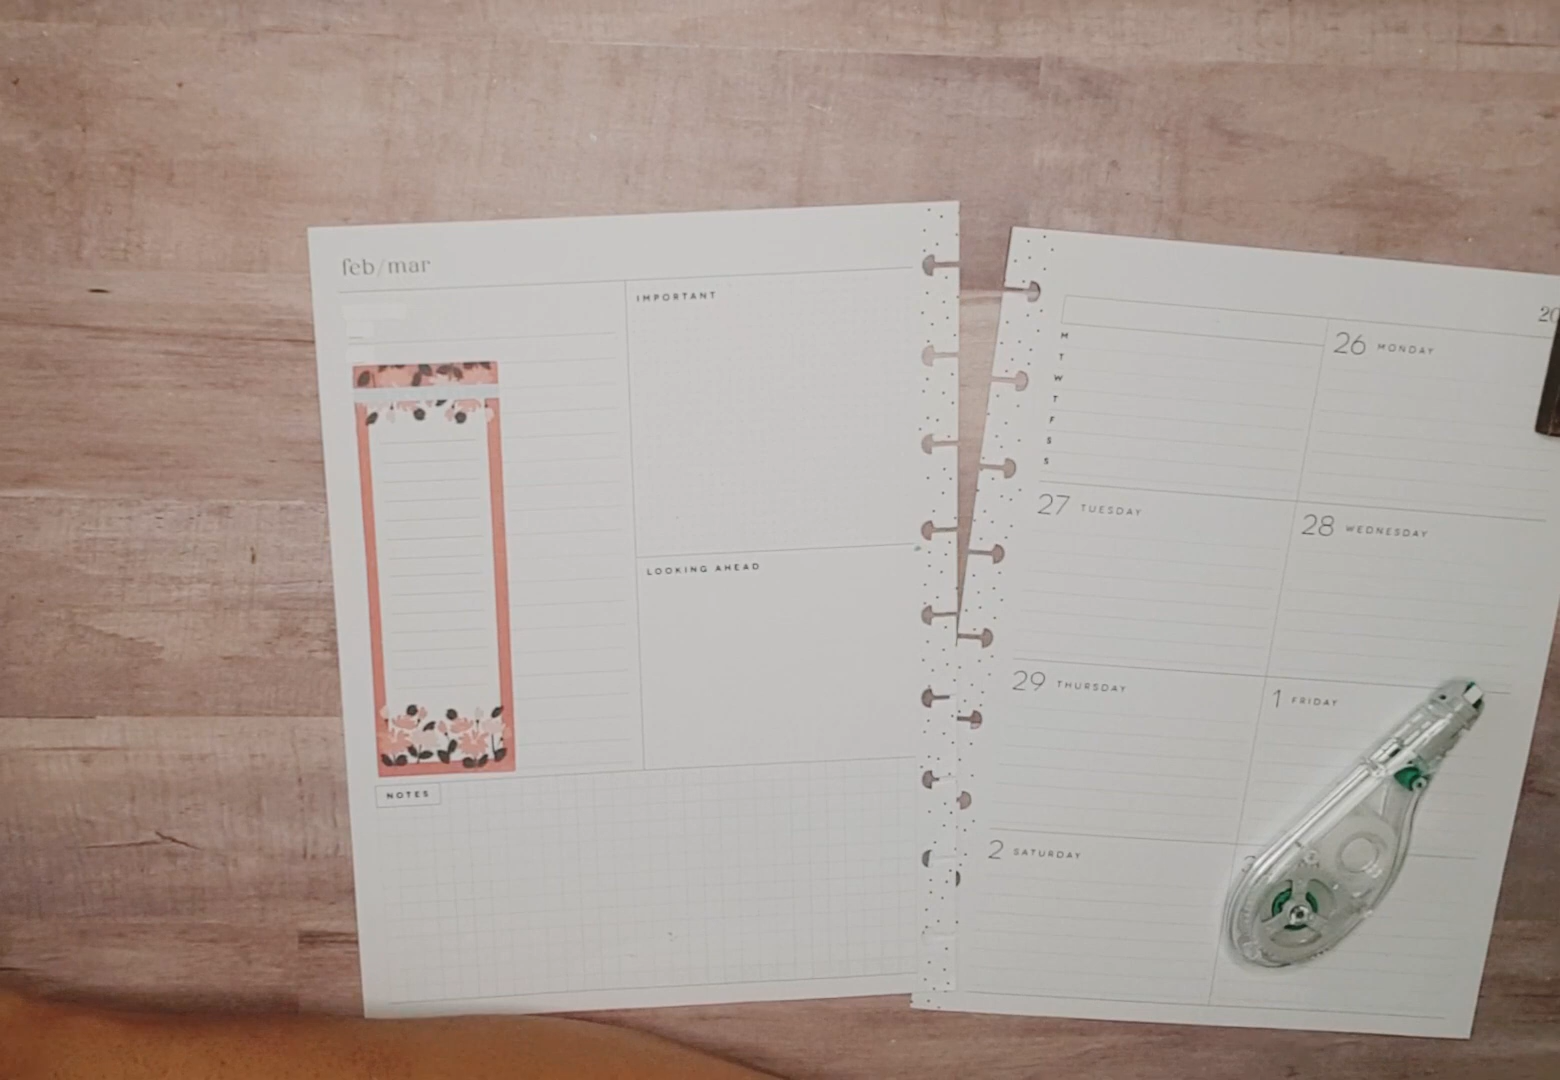 feb/mar
IMPORTANT
LOOKING AHEAD
NOTES
M
T
W
T
F
S
S
26 MONDAY
27 TUESDAY
28 WEDNESDAY
29 THURSDAY
1 FRIDAY
2 SATURDAY